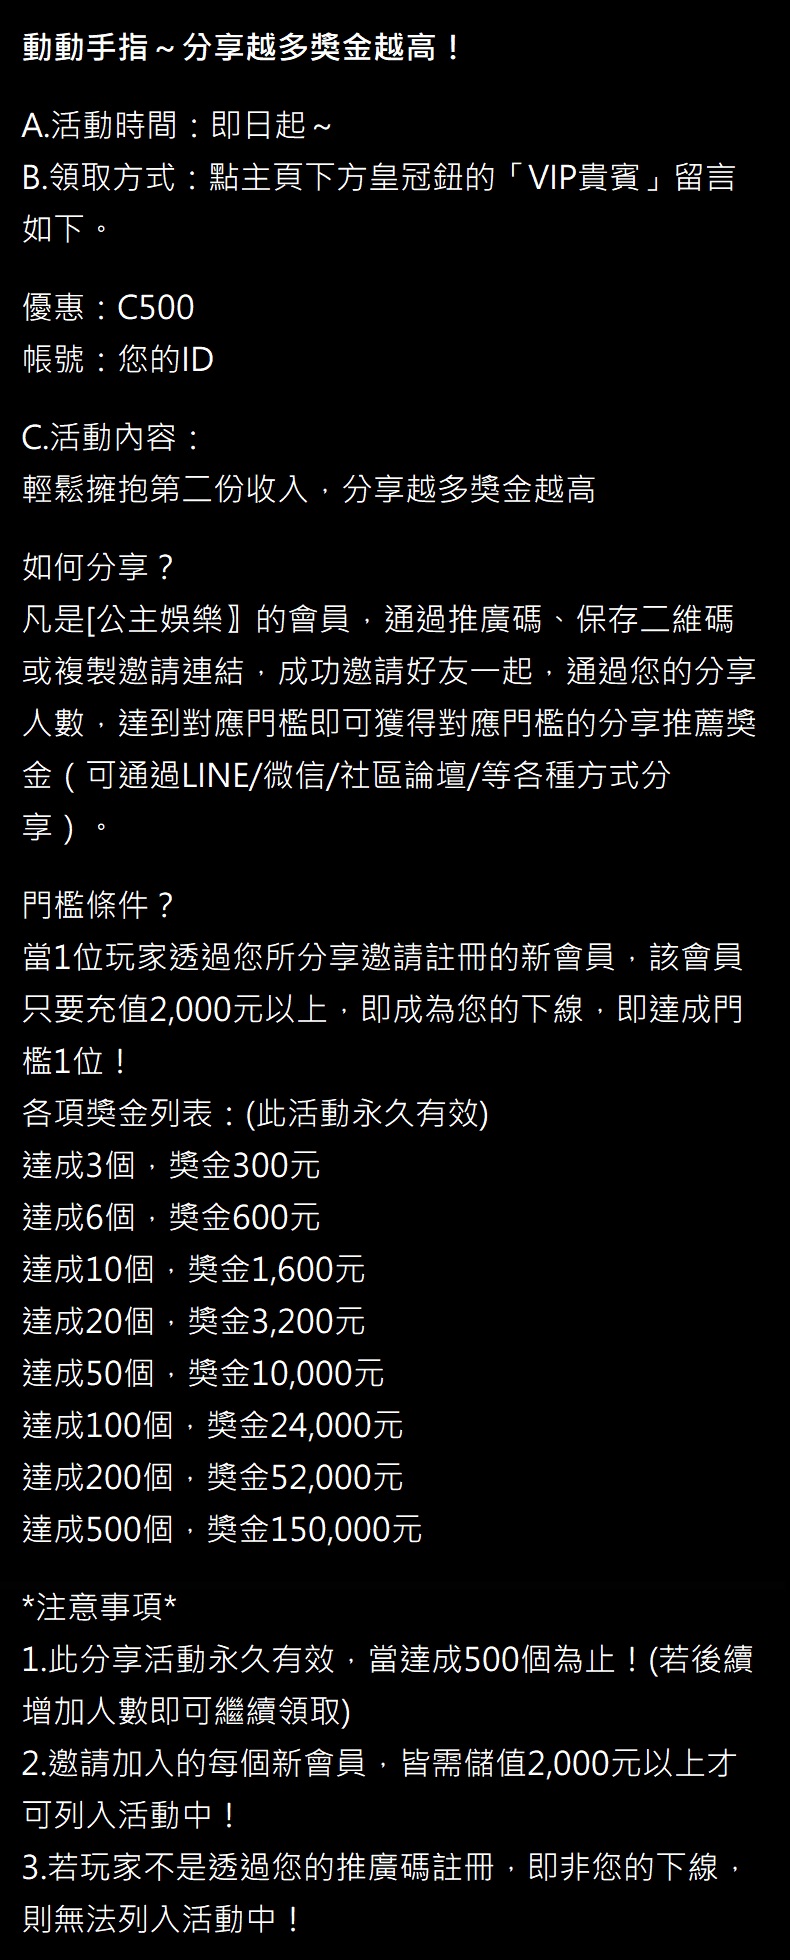 動動手指～分享越多獎金越高！
A.活動時間：即日起～
B.領取方式：點主頁下方皇冠鈕的「VIP貴賓」留言
如下。
優惠：C500
帳號：您的ID
C.活動內容：
輕鬆擁抱第二份收入，分享越多獎金越高
如何分享？
凡是[公主娛樂〗的會員，通過推廣碼、保存二維碼
或複製邀請連結，成功邀請好友一起，通過您的分享
人數，達到對應門檻即可獲得對應門檻的分享推薦獎
金（可通過LINE/微信/社區論壇/等各種方式分
享）。
門檻條件？
當1位玩家透過您所分享邀請註冊的新會員，該會員
只要充值2,000元以上，即成為您的下線，即達成門
檻1位！
各項獎金列表：(此活動永久有效)
達成3個，獎金300元
達成6個，獎金600元
達成10個，獎金1,600元
達成20個，獎金3,200元
達成50個，獎金10,000元
達成100個，獎金24,000元
達成200個，獎金52,000元
達成500個，獎金150,000元
*注意事項*
1.此分享活動永久有效，當達成500個為止！(若後續
增加人數即可繼續領取)
2.邀請加入的每個新會員，皆需儲值2,000元以上才
可列入活動中！
3.若玩家不是透過您的推廣碼註冊，即非您的下線，
則無法列入活動中！